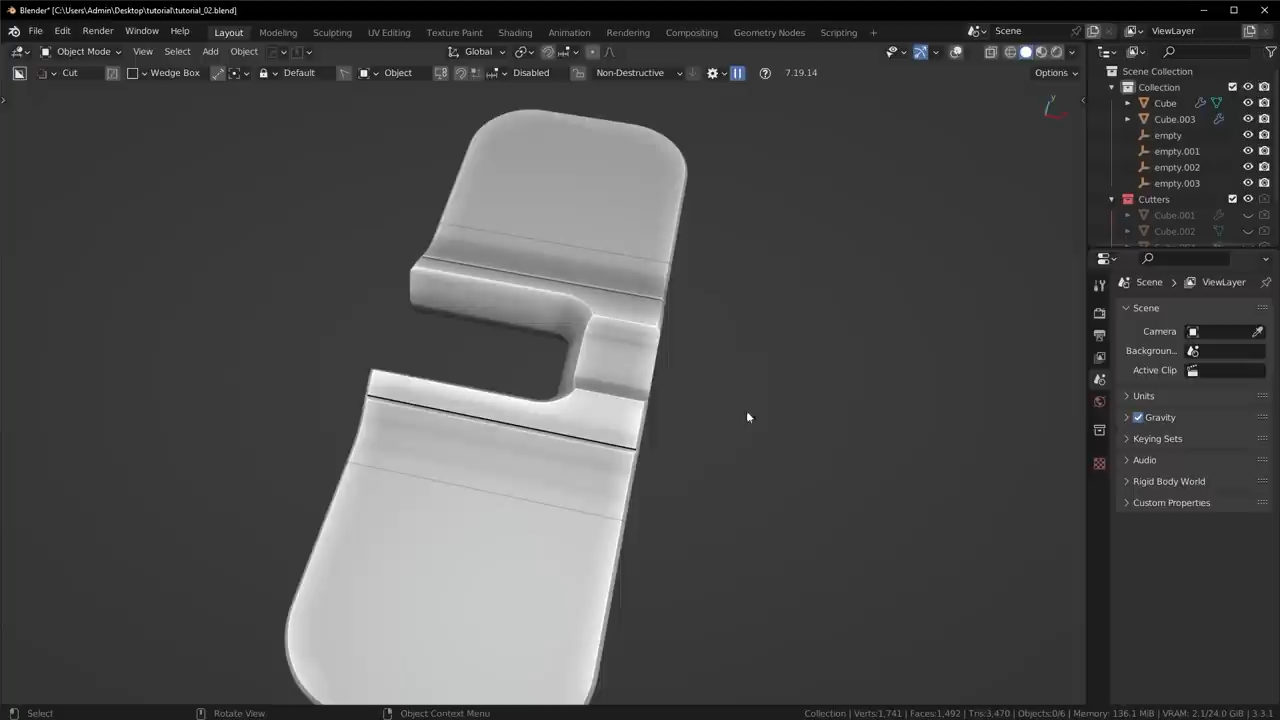 Blender* [C:\Users\Admin\Desktop\tutorial\tutorial_02.blend]
File Edit Render Window Help Layout Modeling Sculpting UV Editing Texture Paint Shading Animation Rendering Compositing Geometry Nodes Scripting + Scene ViewLayer
Object Mode View Select Add Object Global Options
Cut Wedge Box Default Object Disabled Non-Destructive 7.19.14 Options
Y
Scene Collection
Collection
Cube
Cube.003
empty
empty.001
empty.002
empty.003
Cutters
Cube.001
Cube.002
Scene ViewLayer
Scene
Camera
Backgroun...
Active Clip
Units
Gravity
Keying Sets
Audio
Rigid Body World
Custom Properties
Select Rotate View Object Context Menu Collection | Verts:1,741 | Faces:1,492 | Tris:3,470 | Objects:0/6 | Memory: 136.1 MiB | VRAM: 2.1/24.0 GiB | 3.3.1